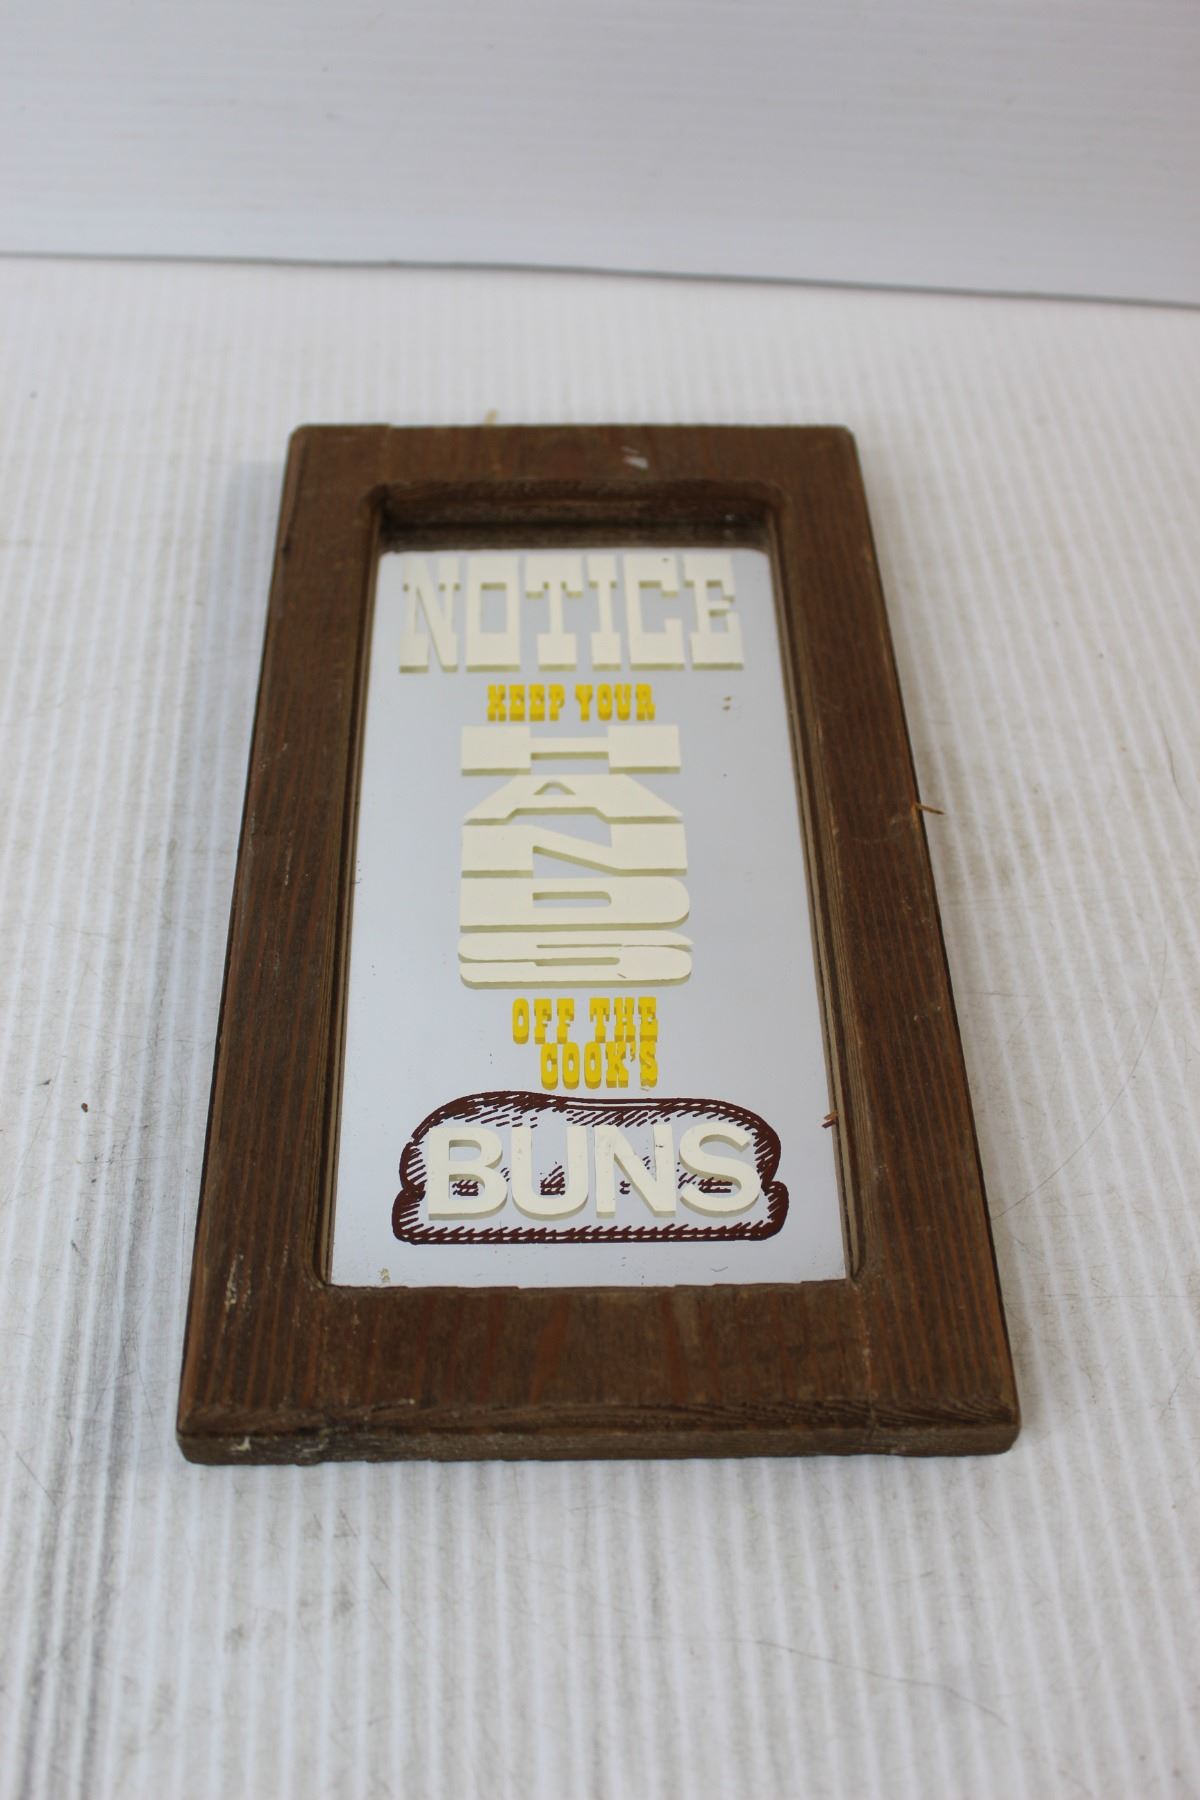 NOTICE
KEEP YOUR
HANDS
OFF THE
COOK'S
BUNS